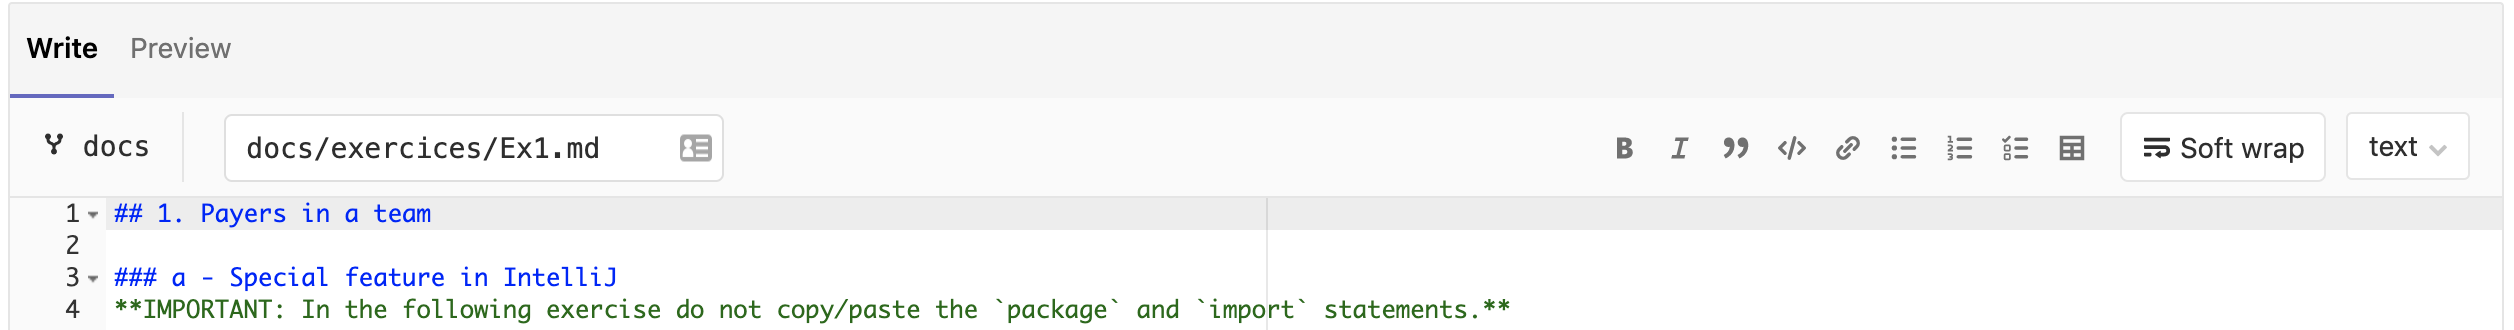 Write Preview
docs docs/exercices/Ex1.md Soft wrap text
1 ## 1. Payers in a team
2
3 ### a - Special feature in IntelliJ
4 **IMPORTANT: In the following exercise do not copy/paste the `package` and `import` statements.**